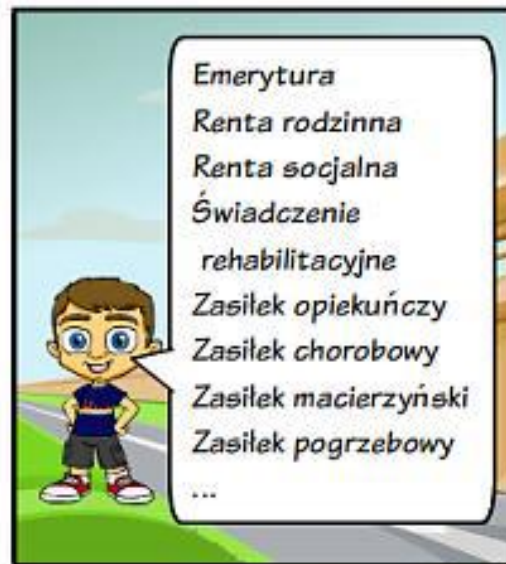 Emerytura
Renta rodzinna
Renta socjalna
Świadczenie
rehabilitacyjne
Zasiłek opiekuńczy
Zasiłek chorobowy
Zasiłek macierzyński
Zasiłek pogrzebowy
...